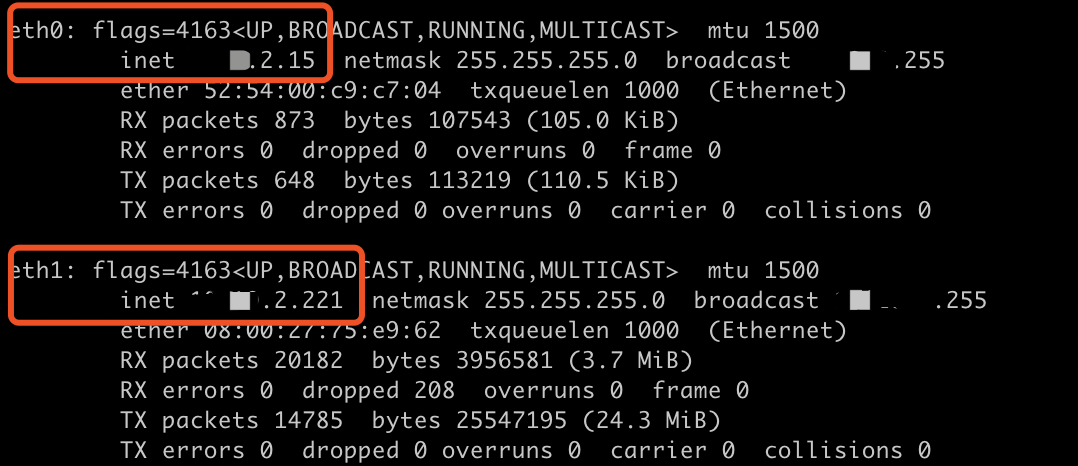 eth0: flags=4163<UP,BROADCAST,RUNNING,MULTICAST> mtu 1500
inet .2.15 netmask 255.255.255.0 broadcast .255
ether 52:54:00:c9:c7:04 txqueuelen 1000 (Ethernet)
RX packets 873 bytes 107543 (105.0 KiB)
RX errors 0 dropped 0 overruns 0 frame 0
TX packets 648 bytes 113219 (110.5 KiB)
TX errors 0 dropped 0 overruns 0 carrier 0 collisions 0
eth1: flags=4163<UP,BROADCAST,RUNNING,MULTICAST> mtu 1500
inet .2.221 netmask 255.255.255.0 broadcast .255
ether 08:00:27:75:e9:62 txqueuelen 1000 (Ethernet)
RX packets 20182 bytes 3956581 (3.7 MiB)
RX errors 0 dropped 208 overruns 0 frame 0
TX packets 14785 bytes 25547195 (24.3 MiB)
TX errors 0 dropped 0 overruns 0 carrier 0 collisions 0